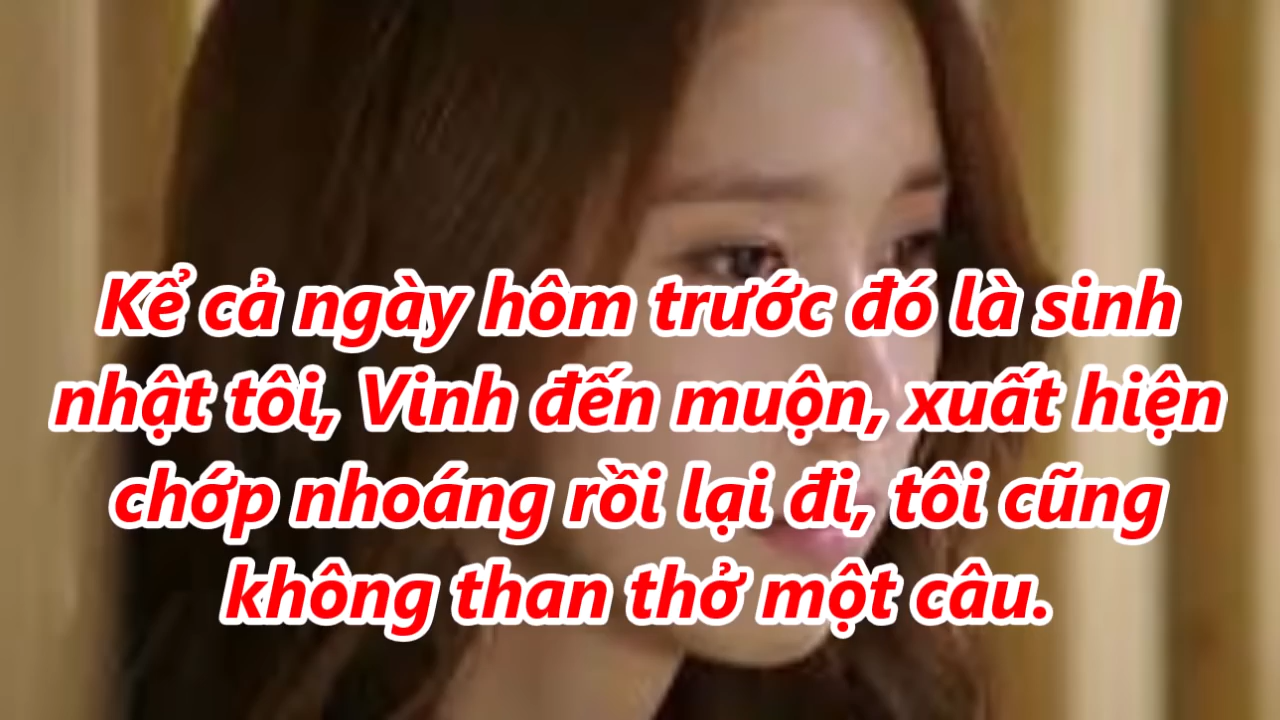 Kể cả ngày hôm trước đó là sinh
nhật tôi, Vinh đến muộn, xuất hiện
chớp nhoáng rồi lại đi, tôi cũng
không than thở một câu.